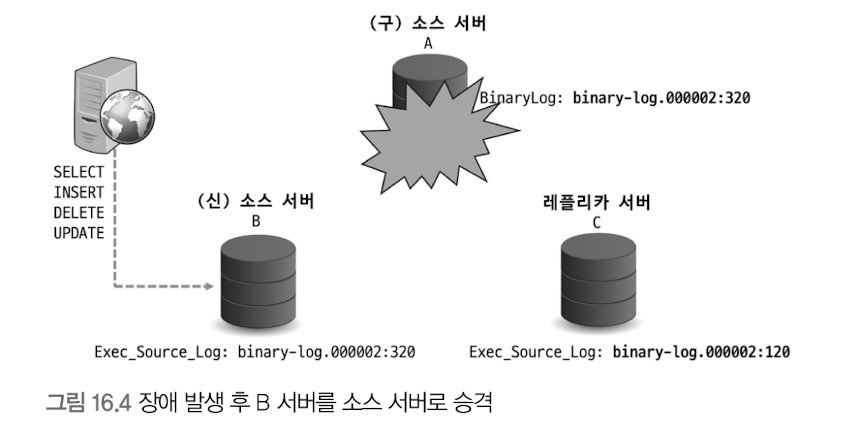 (구) 소스 서버
A
BinaryLog: binary-log.000002:320
SELECT
INSERT
DELETE
UPDATE
(신) 소스 서버
B
레플리카 서버
C
Exec_Source_Log: binary-log.000002:320
Exec_Source_Log: binary-log.000002:120
그림 16.4 장애 발생 후 B 서버를 소스 서버로 승격